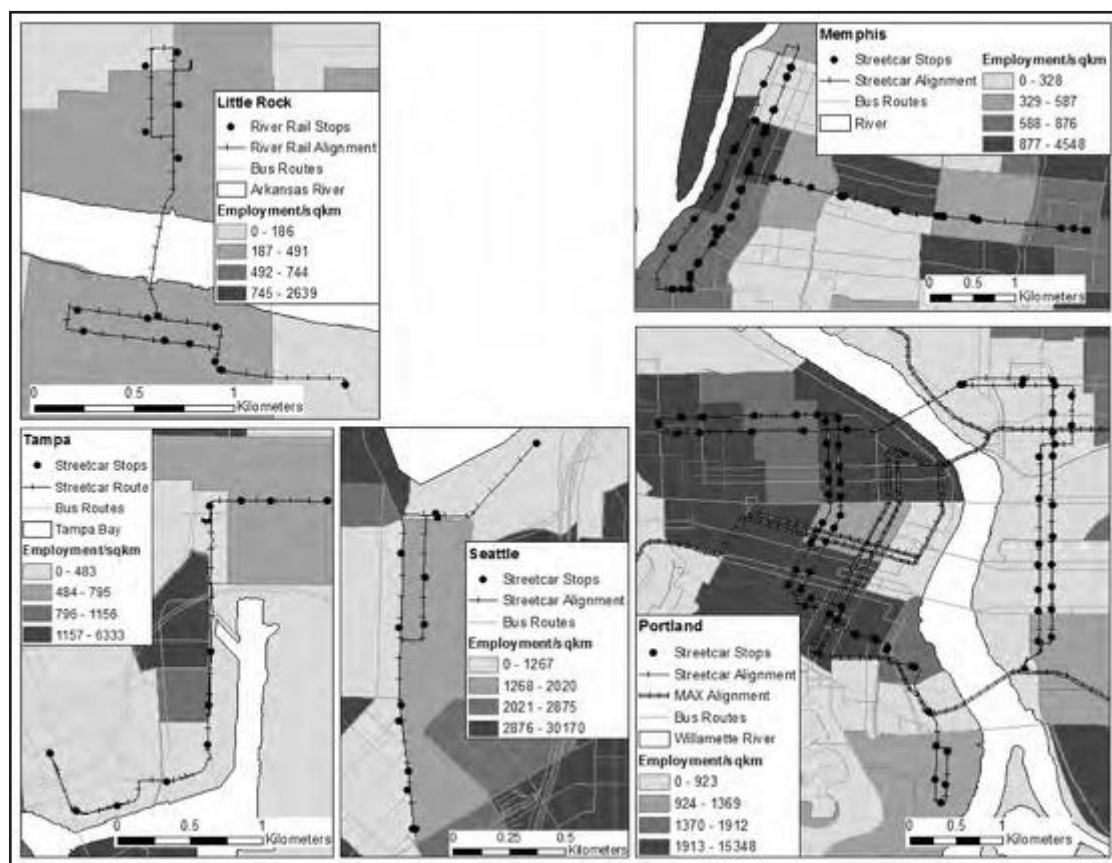 Little Rock
River Rail Stops
River Rail Alignment
Bus Routes
Arkansas River
Employment/sqkm
0 - 186
187 - 491
492 - 744
745 - 2639
0 0.5 1
Kilometers
Memphis
Streetcar Stops
Streetcar Alignment
Bus Routes
River
Employment/sqkm
0 - 328
329 - 587
588 - 876
877 - 4548
0 0.5 1
Kilometers
Tampa
Streetcar Stops
Streetcar Route
Bus Routes
Tampa Bay
Employment/sqkm
0 - 483
484 - 795
796 - 1156
1157 - 6333
0 0.5 1
Kilometers
Seattle
Streetcar Stops
Streetcar Alignment
Bus Routes
Employment/sqkm
0 - 1267
1268 - 2020
2021 - 2875
2876 - 30170
0 0.25 0.5
Kilometers
Portland
Streetcar Stops
Streetcar Alignment
MAX Alignment
Bus Routes
Willamette River
Employment/sqkm
0 - 923
924 - 1369
1370 - 1912
1913 - 15348
0 0.5 1
Kilometers